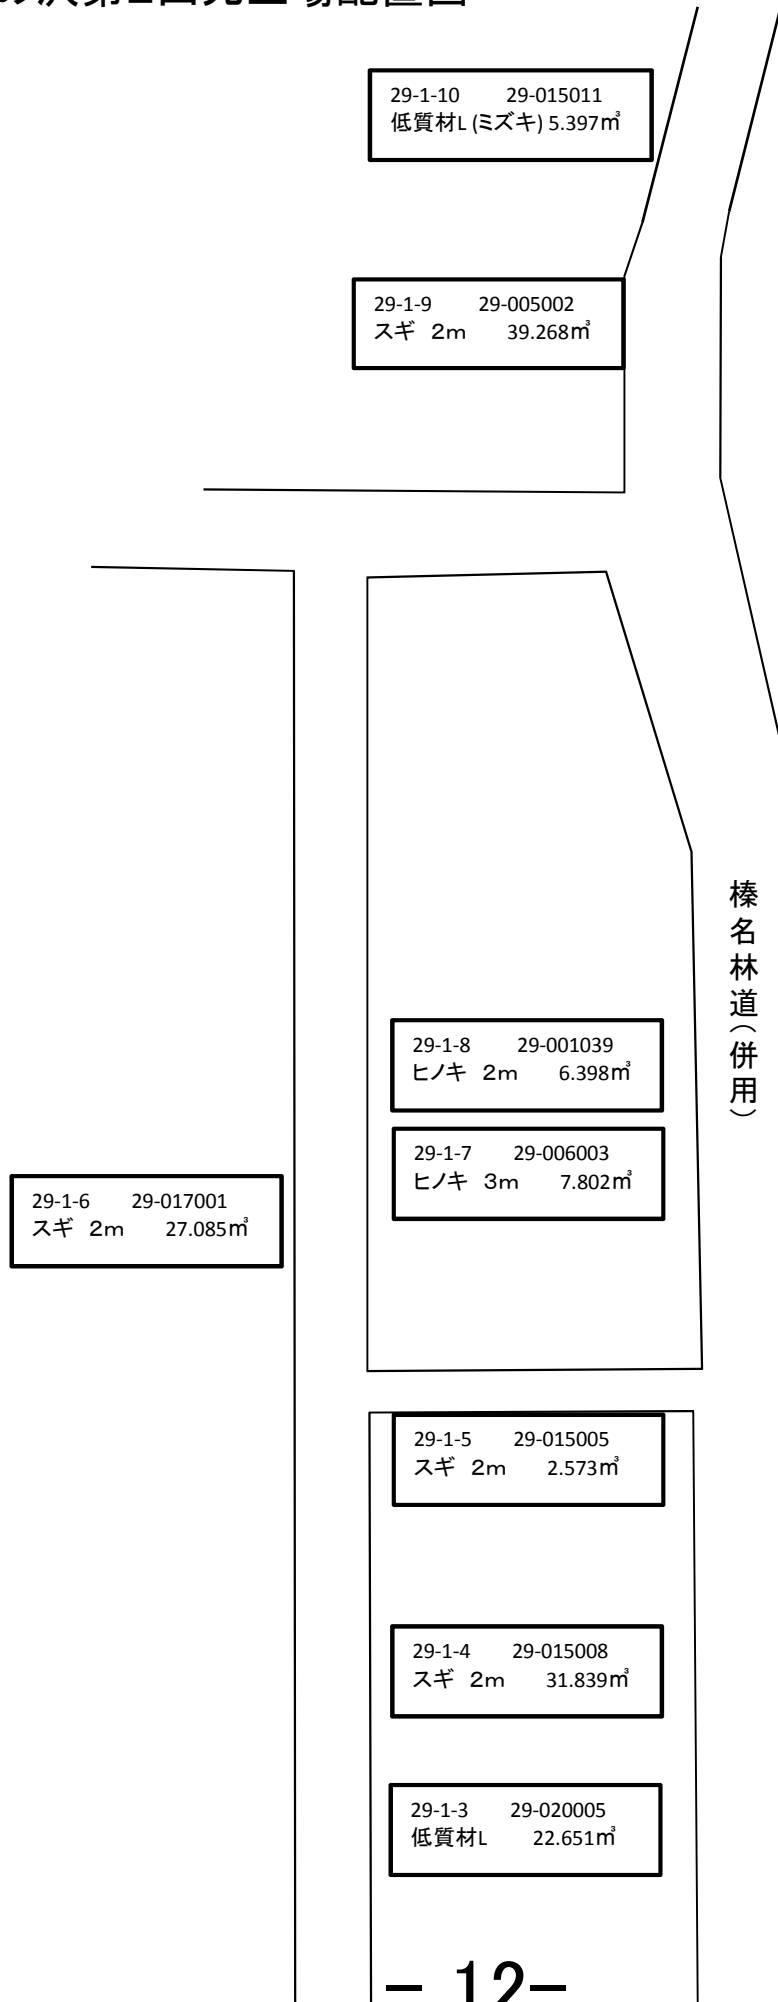 29-1-10 29-015011
低質材L (ミズキ) 5.397㎥
29-1-9 29-005002
スギ 2m 39.268㎥
榛名林道(併用)
29-1-8 29-001039
ヒノキ 2m 6.398㎥
29-1-7 29-006003
ヒノキ 3m 7.802㎥
29-1-6 29-017001
スギ 2m 27.085㎥
29-1-5 29-015005
スギ 2m 2.573㎥
29-1-4 29-015008
スギ 2m 31.839㎥
29-1-3 29-020005
低質材L 22.651㎥
- 12-